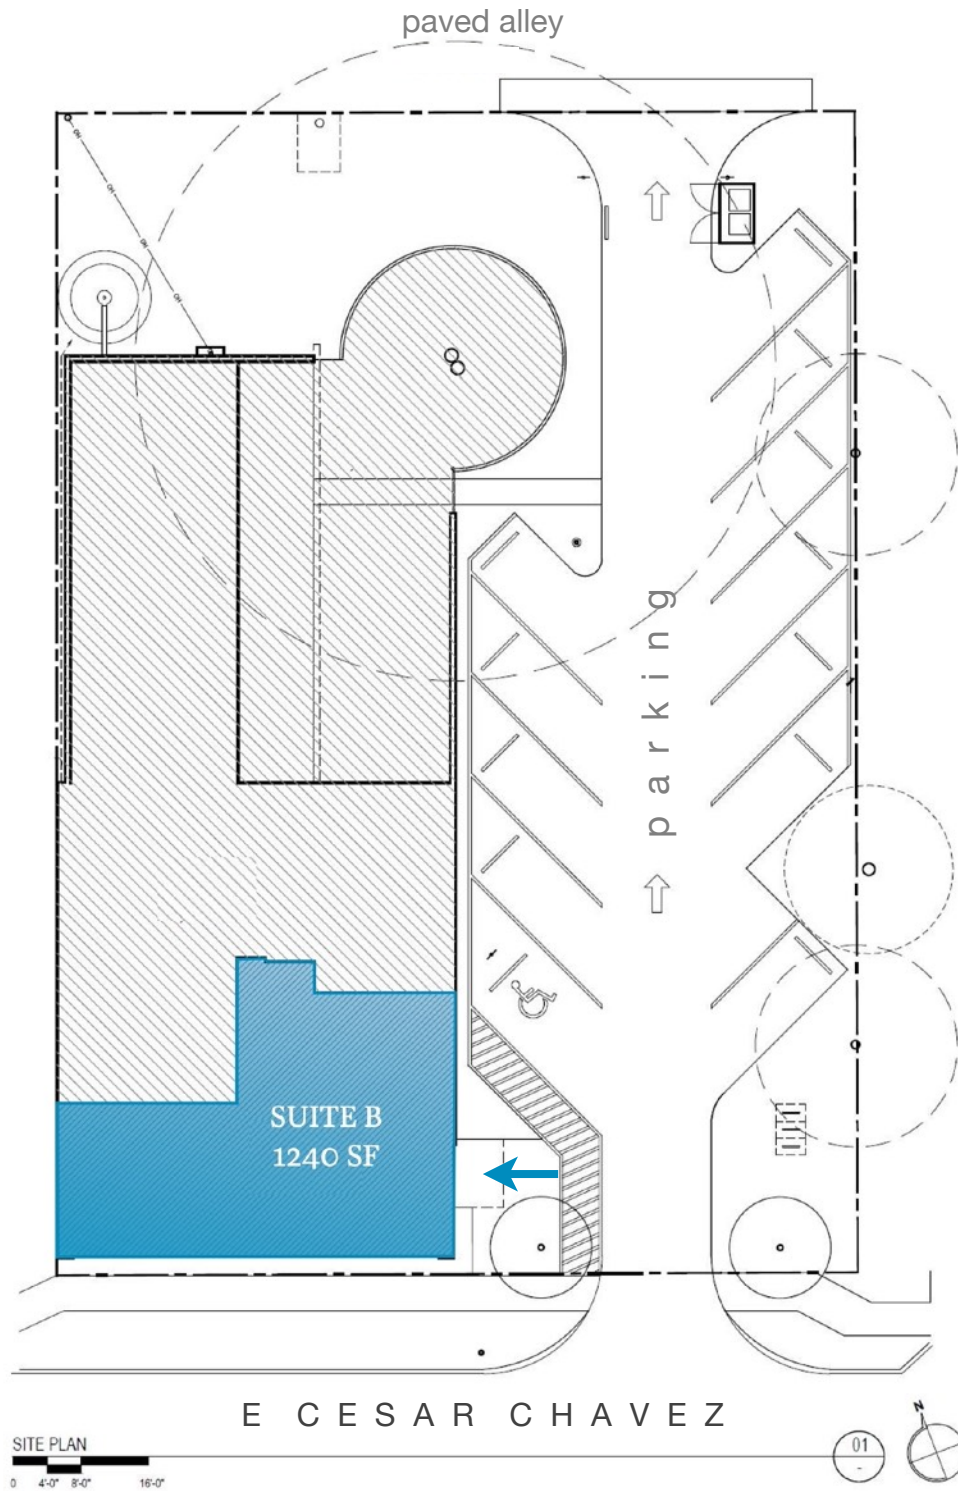 paved alley
parking
SUITE B
1240 SF
E CESAR CHAVEZ
SITE PLAN
0 4'-0" 8'-0" 16'-0"
01
-
N